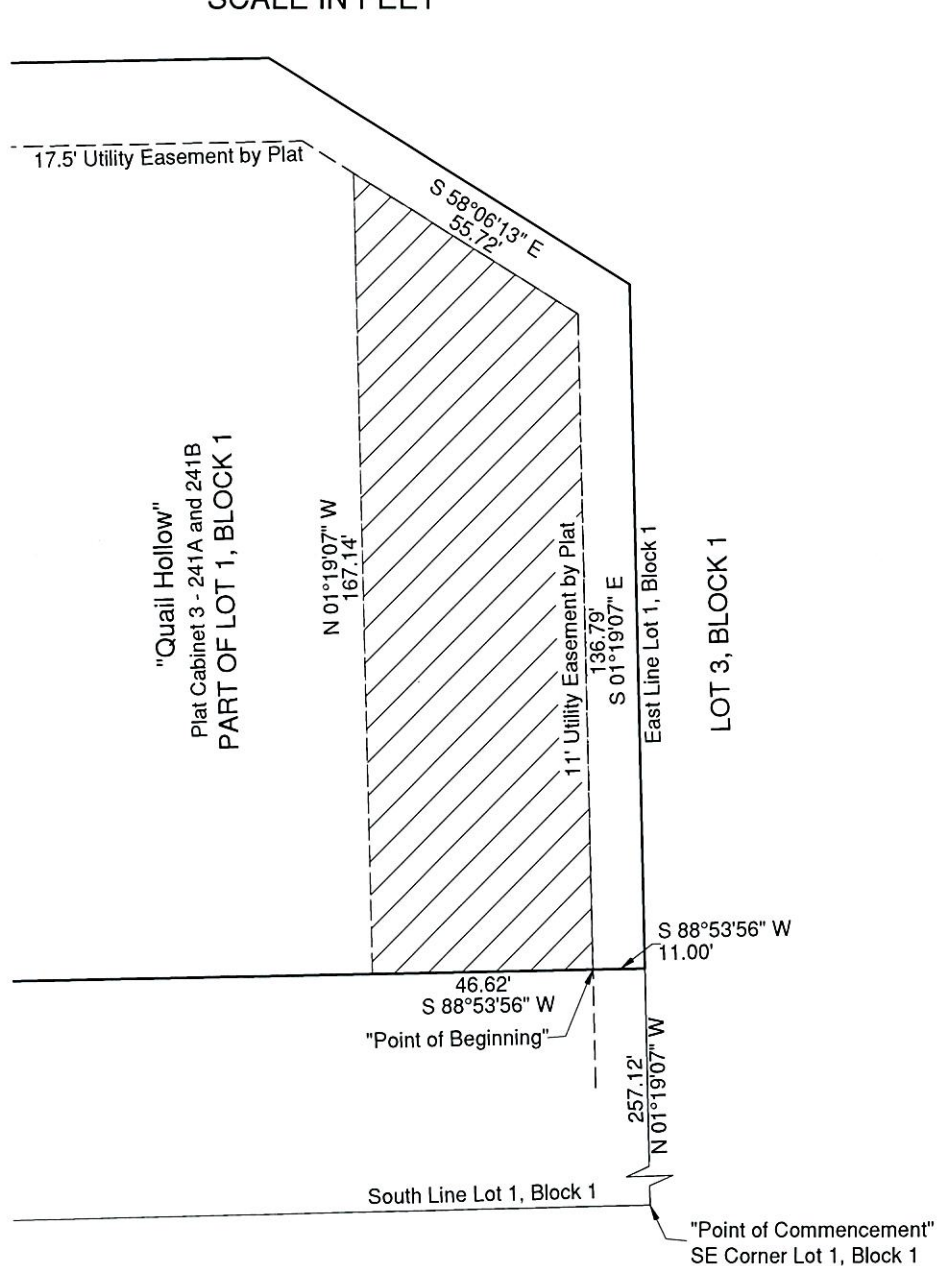 SCALE IN FEET
17.5' Utility Easement by Plat
S 58°06'13" E
55.72'
"Quail Hollow"
Plat Cabinet 3 - 241A and 241B
PART OF LOT 1, BLOCK 1
N 01°19'07" W
167.14'
11' Utility Easement by Plat
136.79'
S 01°19'07" E
East Line Lot 1, Block 1
LOT 3, BLOCK 1
S 88°53'56" W
11.00'
46.62'
S 88°53'56" W
"Point of Beginning"
257.12'
N 01°19'07" W
South Line Lot 1, Block 1
"Point of Commencement"
SE Corner Lot 1, Block 1